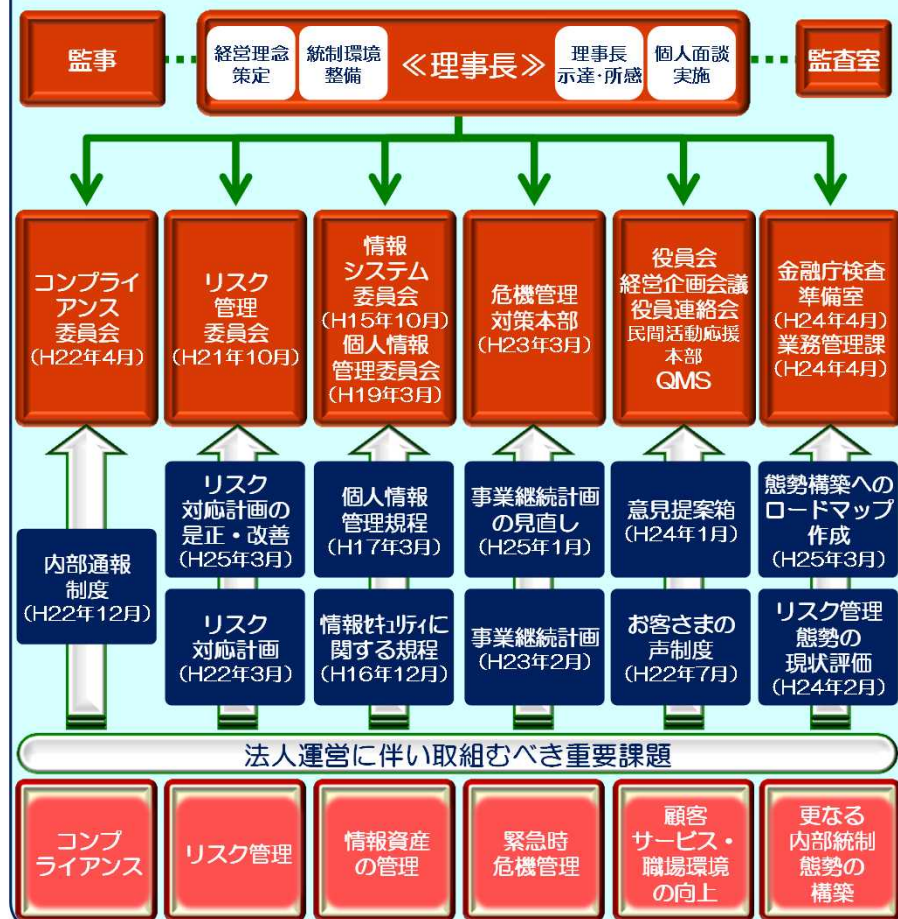 監事
経営理念
策定
統制環境
整備
≪理事長≫
理事長
示達・所感
個人面談
実施
監査室
コンプライ
アンス
委員会
(H22年4月)
リスク
管理
委員会
(H21年10月)
情報
システム
委員会
(H15年10月)
個人情報
管理委員会
(H19年3月)
危機管理
対策本部
(H23年3月)
役員会
経営企画会議
役員連絡会
民間活動応援
本部
QMS
金融庁検査
準備室
(H24年4月)
業務管理課
(H24年4月)
内部通報
制度
(H22年12月)
リスク
対応計画の
是正・改善
(H25年3月)
個人情報
管理規程
(H17年3月)
事業継続計画
の見直し
(H25年1月)
意見提案箱
(H24年1月)
態勢構築への
ロードマップ
作成
(H25年3月)
リスク
対応計画
(H22年3月)
情報ｾｷｭﾘﾃｨに
関する規程
(H16年12月)
事業継続計画
(H23年2月)
お客さまの
声制度
(H22年7月)
リスク管理
態勢の
現状評価
(H24年2月)
法人運営に伴い取組むべき重要課題
コンプ
ライアンス
リスク管理
情報資産
の管理
緊急時
危機管理
顧客
サービス・
職場環境
の向上
更なる
内部統制
態勢の
構築